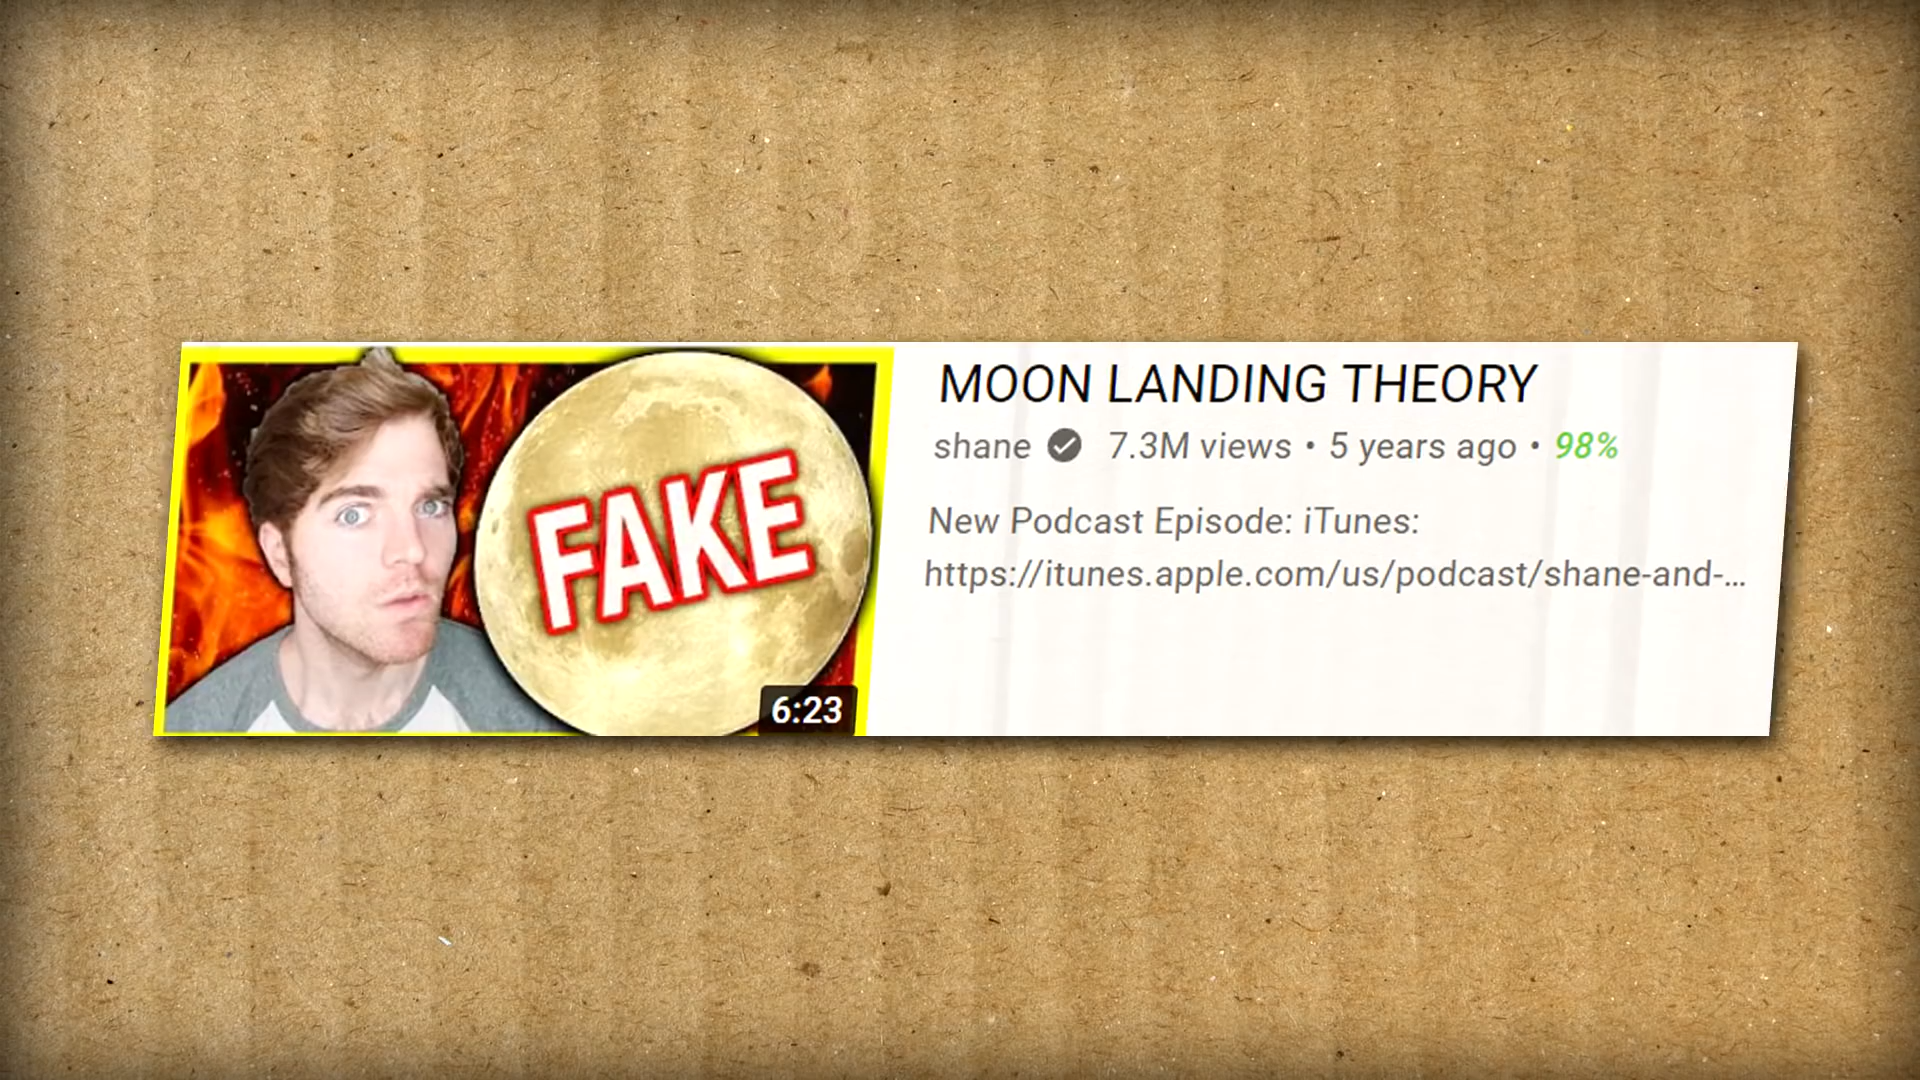 FAKE
6:23
MOON LANDING THEORY
shane 7.3M views • 5 years ago • 98%
New Podcast Episode: iTunes:
https://itunes.apple.com/us/podcast/shane-and-...